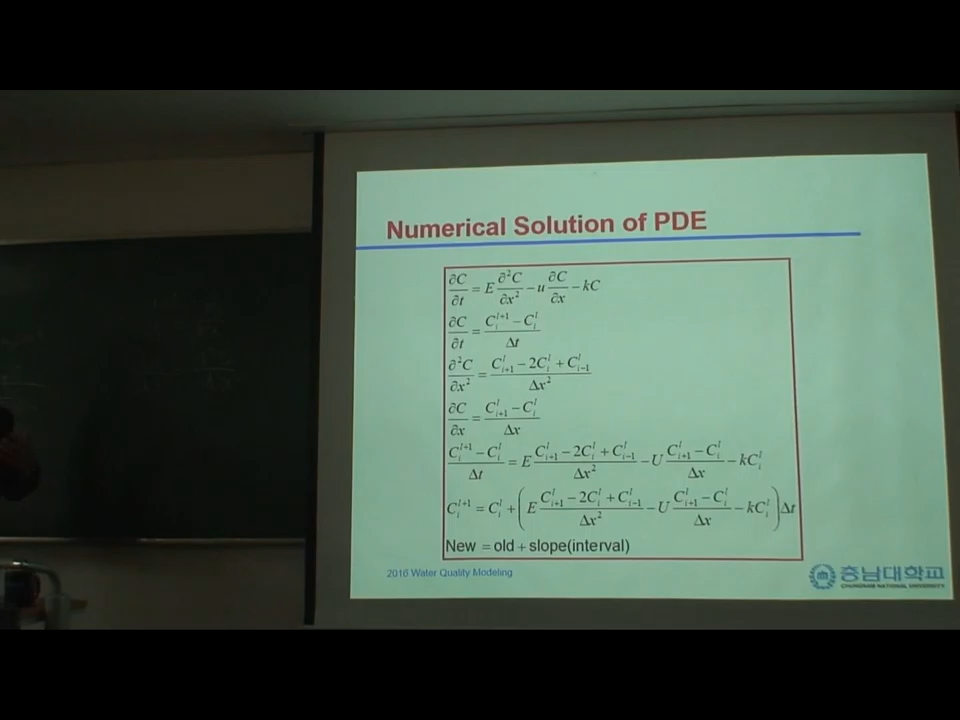 Numerical Solution of PDE
∂C/∂t = E ∂²C/∂x² − u ∂C/∂x − kC
∂C/∂t = (C_i^{l+1} − C_i^l)/Δt
∂²C/∂x² = (C_{i+1}^l − 2C_i^l + C_{i−1}^l)/Δx²
∂C/∂x = (C_{i+1}^l − C_i^l)/Δx
(C_i^{l+1} − C_i^l)/Δt = E (C_{i+1}^l − 2C_i^l + C_{i−1}^l)/Δx² − U (C_{i+1}^l − C_i^l)/Δx − kC_i^l
C_i^{l+1} = C_i^l + (E (C_{i+1}^l − 2C_i^l + C_{i−1}^l)/Δx² − U (C_{i+1}^l − C_i^l)/Δx − kC_i^l)Δt
New = old + slope(interval)
2016 Water Quality Modeling
충남대학교
CHUNGNAM NATIONAL UNIVERSITY